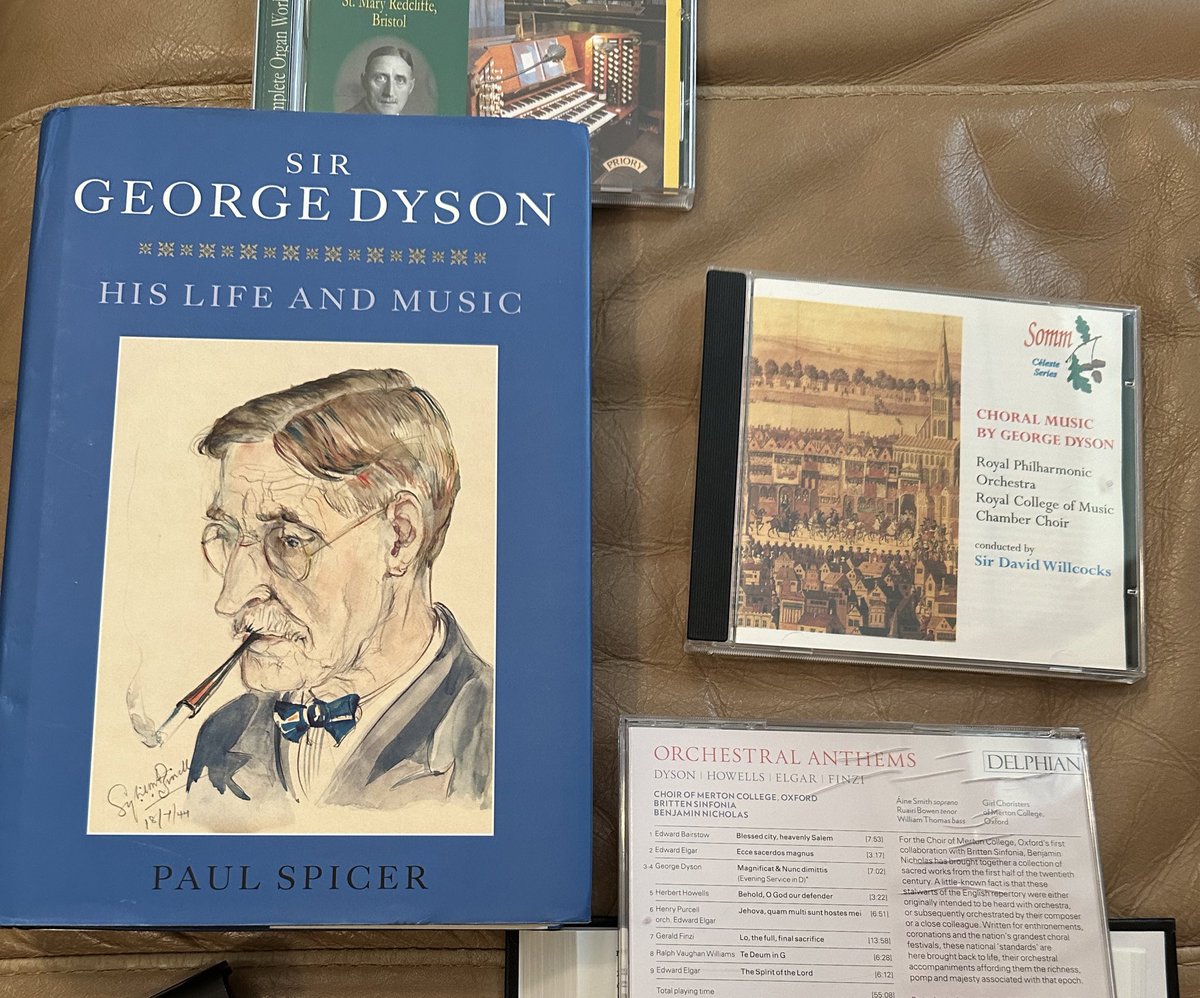 mplete Organ Wor
St. Mary Redcliffe,
Bristol
PRIORY
SIR
GEORGE DYSON
HIS LIFE AND MUSIC
18/7/44
PAUL SPICER
Somm
Céleste
Series
CHORAL MUSIC
BY GEORGE DYSON
Royal Philharmonic
Orchestra
Royal College of Music
Chamber Choir
conducted by
Sir David Willcocks
ORCHESTRAL ANTHEMS
DELPHIAN
DYSON | HOWELLS | ELGAR | FINZI
CHOIR OF MERTON COLLEGE, OXFORD
BRITTEN SINFONIA
BENJAMIN NICHOLAS
Áine Smith soprano
Ruairi Bowen tenor
William Thomas bass
Girl Choristers
of Merton College,
Oxford
1 Edward Bairstow Blessed city, heavenly Salem [7:53]
2 Edward Elgar Ecce sacerdos magnus [3:17]
3-4 George Dyson Magnificat & Nunc dimittis [7:02]
(Evening Service in D)*
5 Herbert Howells Behold, O God our defender [3:22]
6 Henry Purcell Jehova, quam multi sunt hostes mei [6:51]
orch. Edward Elgar
7 Gerald Finzi Lo, the full, final sacrifice [13:58]
8 Ralph Vaughan Williams Te Deum in G [6:28]
9 Edward Elgar The Spirit of the Lord [6:12]
Total playing time [55:08]
For the Choir of Merton College, Oxford's first
collaboration with Britten Sinfonia, Benjamin
Nicholas has brought together a collection of
sacred works from the first half of the twentieth
century. A little-known fact is that these
stalwarts of the English repertory were either
originally intended to be heard with orchestra,
or subsequently orchestrated by their composer
or a close colleague. Written for enthronements,
coronations and the nation's grandest choral
festivals, these national 'standards' are
here brought back to life, their orchestral
accompaniments affording them the richness,
pomp and majesty associated with that epoch.